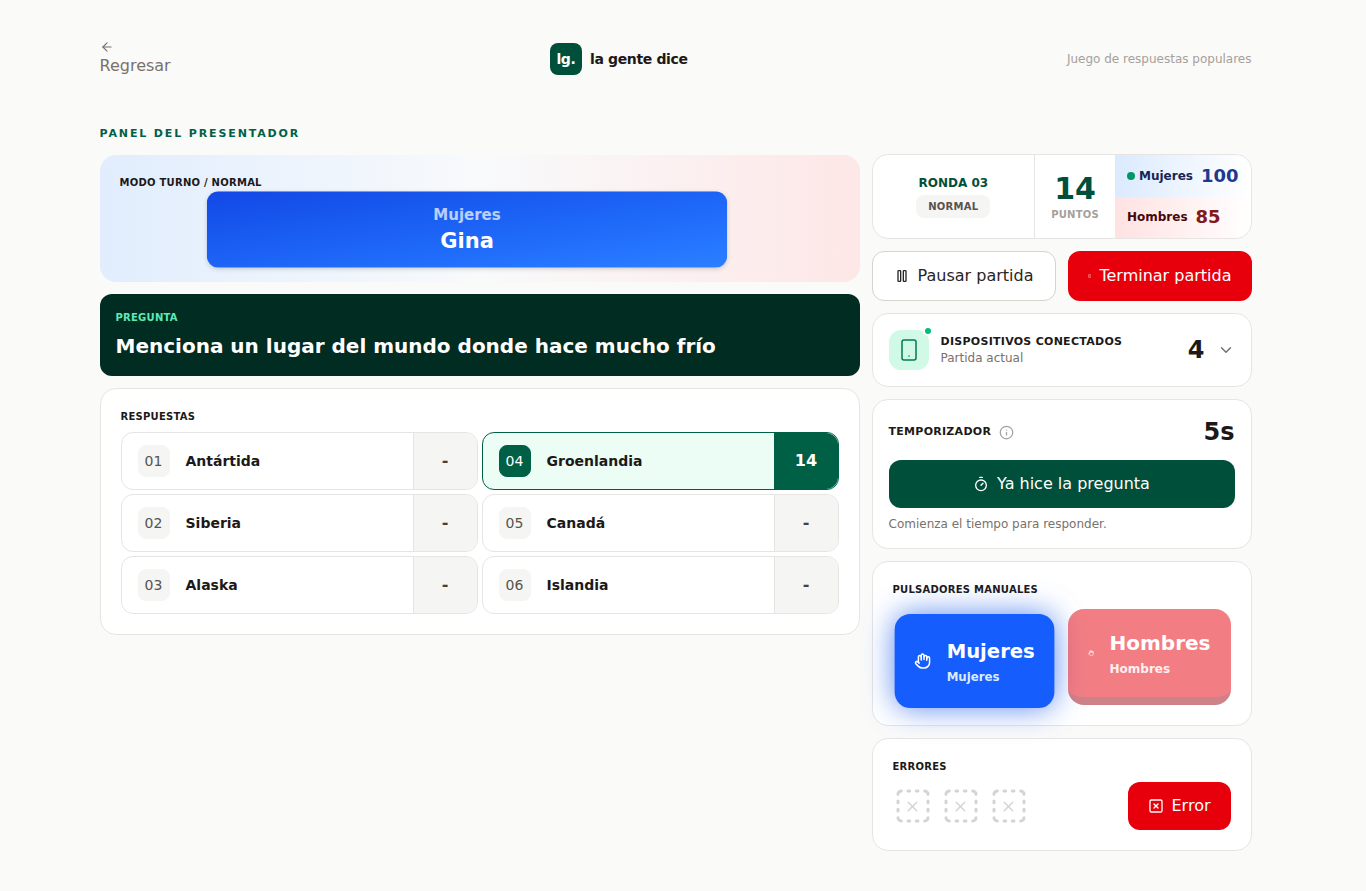 Regresar
lg. la gente dice
Juego de respuestas populares
PANEL DEL PRESENTADOR
MODO TURNO / NORMAL
Mujeres
Gina
PREGUNTA
Menciona un lugar del mundo donde hace mucho frío
RESPUESTAS
01 Antártida -
04 Groenlandia 14
02 Siberia -
05 Canadá -
03 Alaska -
06 Islandia -
RONDA 03
NORMAL
14
PUNTOS
Mujeres 100
Hombres 85
Pausar partida
Terminar partida
DISPOSITIVOS CONECTADOS
Partida actual
4
TEMPORIZADOR
5s
Ya hice la pregunta
Comienza el tiempo para responder.
PULSADORES MANUALES
Mujeres
Mujeres
Hombres
Hombres
ERRORES
Error